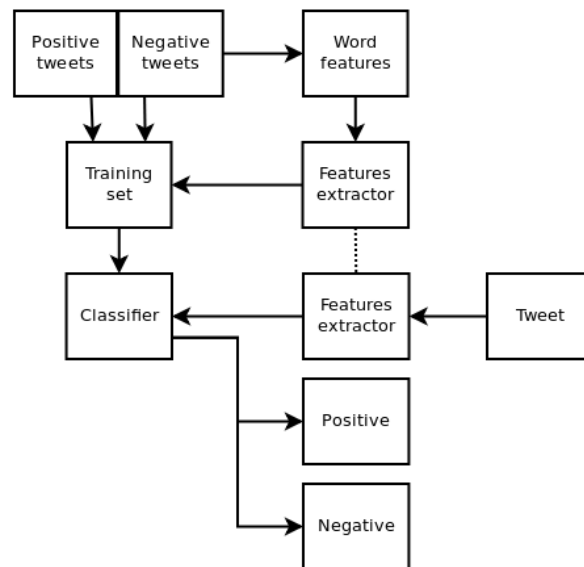 Positive
tweets
Negative
tweets
Word
features
Training
set
Features
extractor
Classifier
Features
extractor
Tweet
Positive
Negative